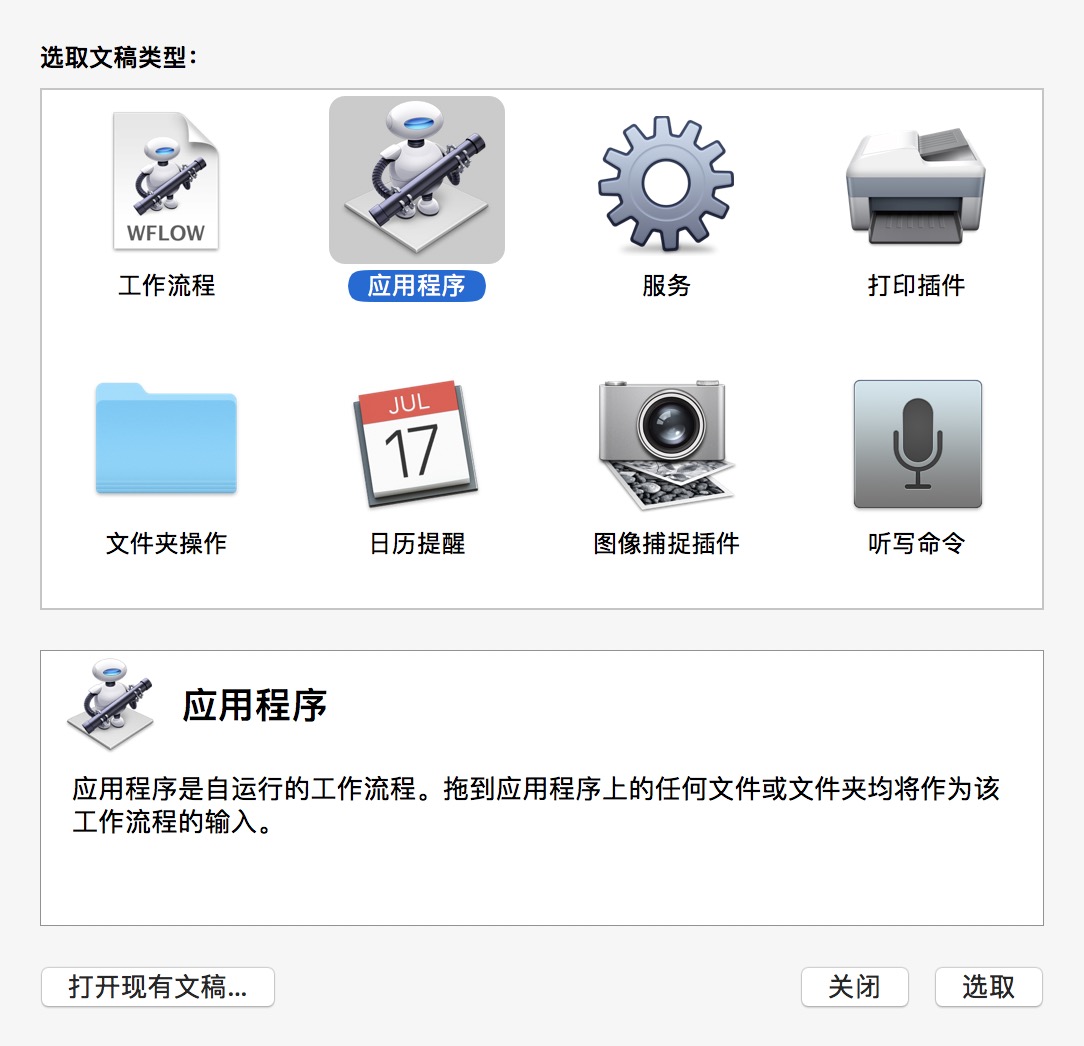 选取文稿类型：
WFLOW
工作流程
应用程序
服务
打印插件
JUL
17
文件夹操作
日历提醒
图像捕捉插件
听写命令
应用程序
应用程序是自运行的工作流程。拖到应用程序上的任何文件或文件夹均将作为该
工作流程的输入。
打开现有文稿...
关闭
选取